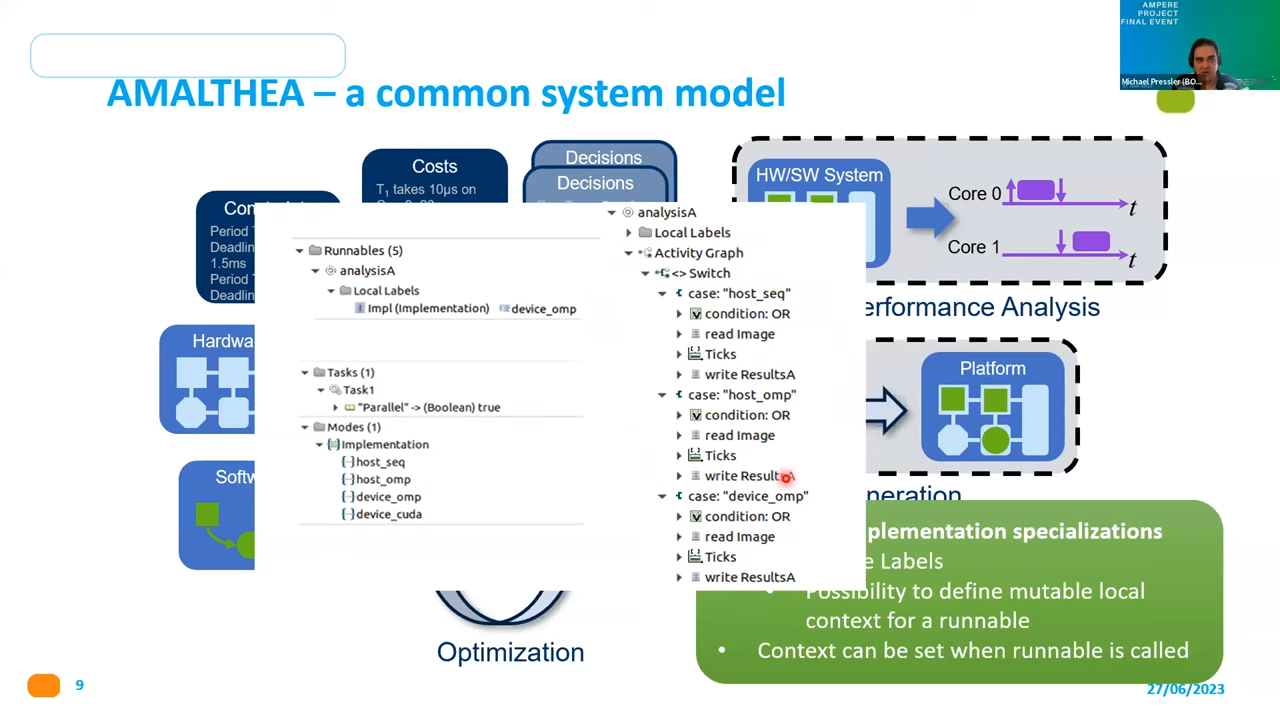 AMPERE
PROJECT
FINAL EVENT
Michael Pressler (BO...
AMALTHEA – a common system model
Costs
T1 takes 10µs on
Decisions
Decisions
Period
Deadlin
1.5ms
Period
Deadlin
HW/SW System
Core 0
t
Core 1
t
erformance Analysis
Hardwa
Softw
Platform
neration
Runnables (5)
analysisA
Local Labels
Impl (Implementation)
device_omp
Tasks (1)
Task1
"Parallel" -> (Boolean) true
Modes (1)
Implementation
host_seq
host_omp
device_omp
device_cuda
analysisA
Local Labels
Activity Graph
<> Switch
case: "host_seq"
condition: OR
read Image
Ticks
write ResultsA
case: "host_omp"
condition: OR
read Image
Ticks
write ResultsA
case: "device_omp"
condition: OR
read Image
Ticks
write ResultsA
plementation specializations
e Labels
• Possibility to define mutable local
context for a runnable
• Context can be set when runnable is called
Optimization
9
27/06/2023